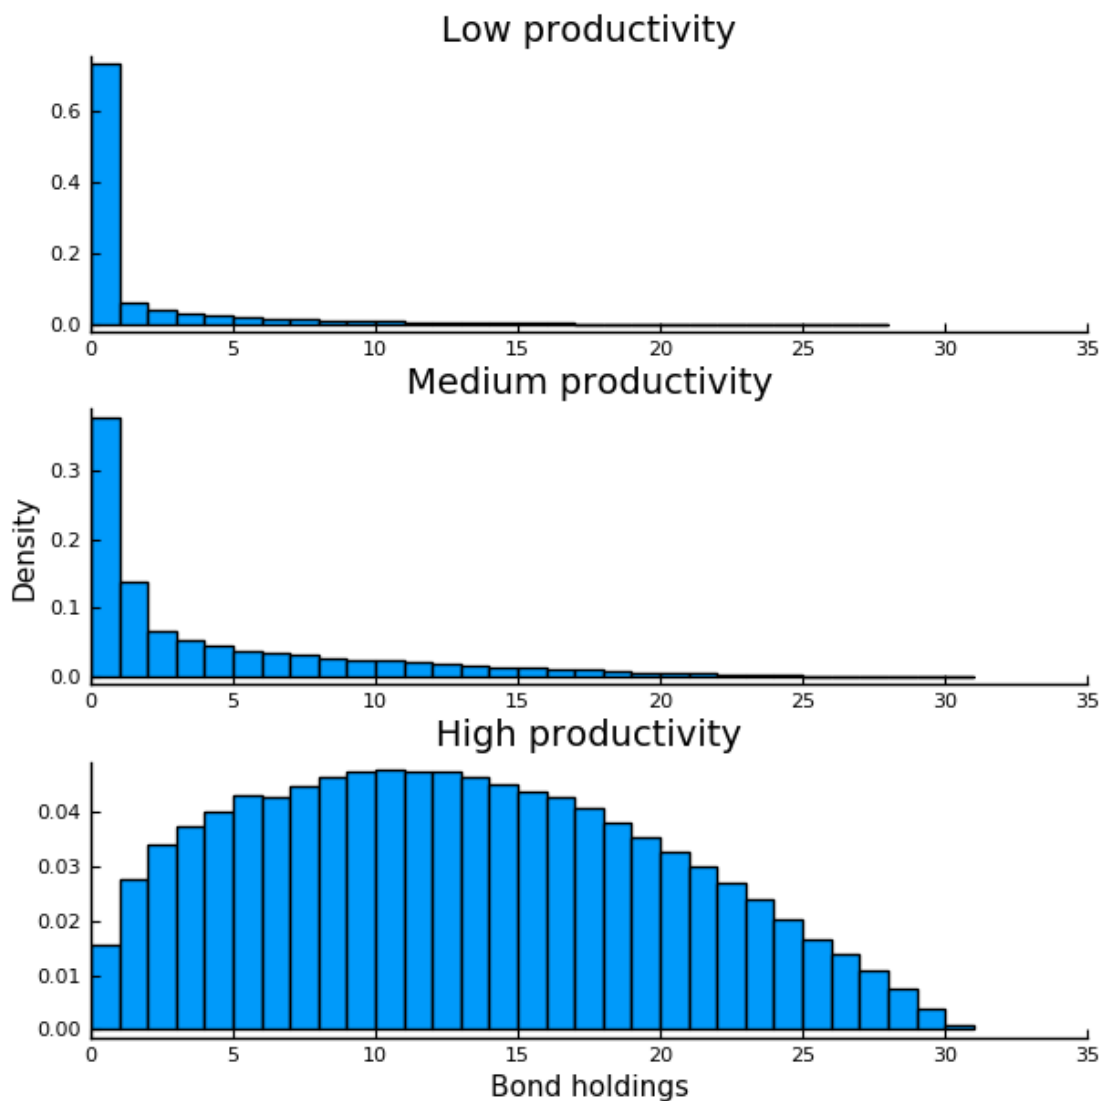 Low productivity
0.6
0.4
0.2
0.0
0 5 10 15 20 25 30 35
Medium productivity
0.3
0.2
0.1
0.0
0 5 10 15 20 25 30 35
Density
High productivity
0.04
0.03
0.02
0.01
0.00
0 5 10 15 20 25 30 35
Bond holdings